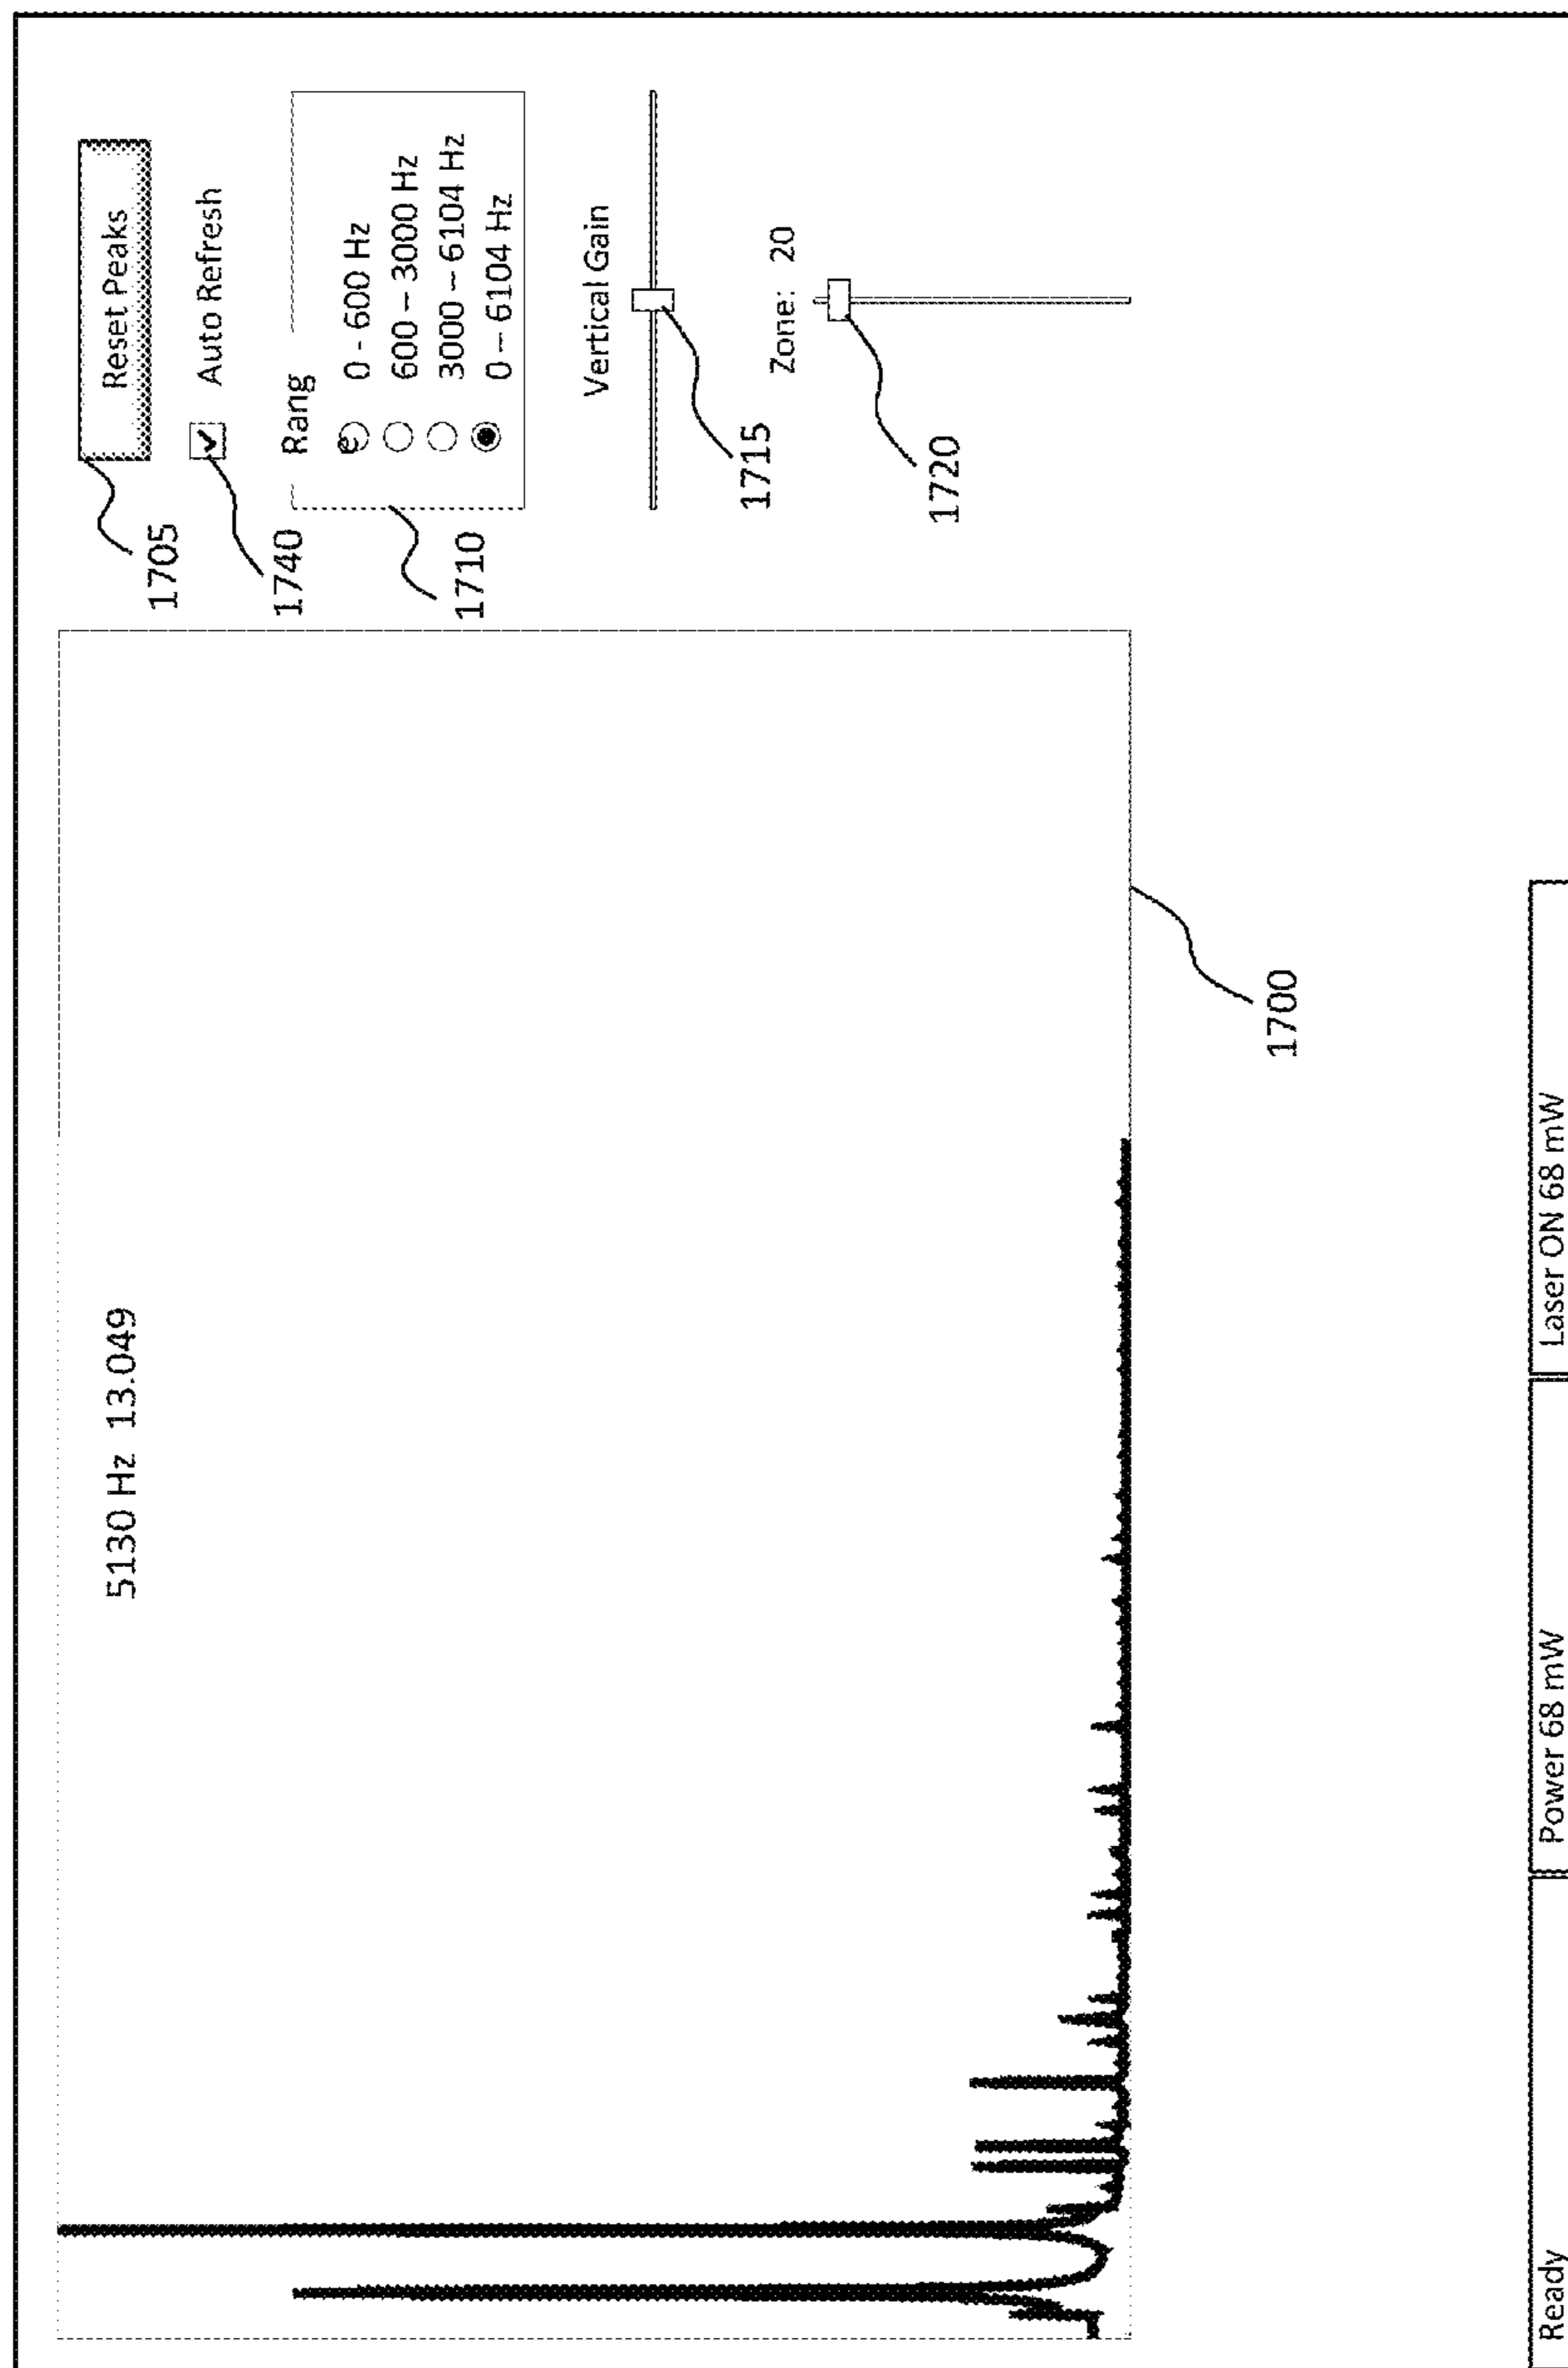 5130 Hz 13.049
Reset Peaks
1705
Auto Refresh
1740
Rang
e 0 - 600 Hz
600 – 3000 Hz
3000 – 6104 Hz
0 – 6104 Hz
1710
Vertical Gain
1715
Zone: 20
1720
1700
Ready
Power 68 mW
Laser ON 68 mW